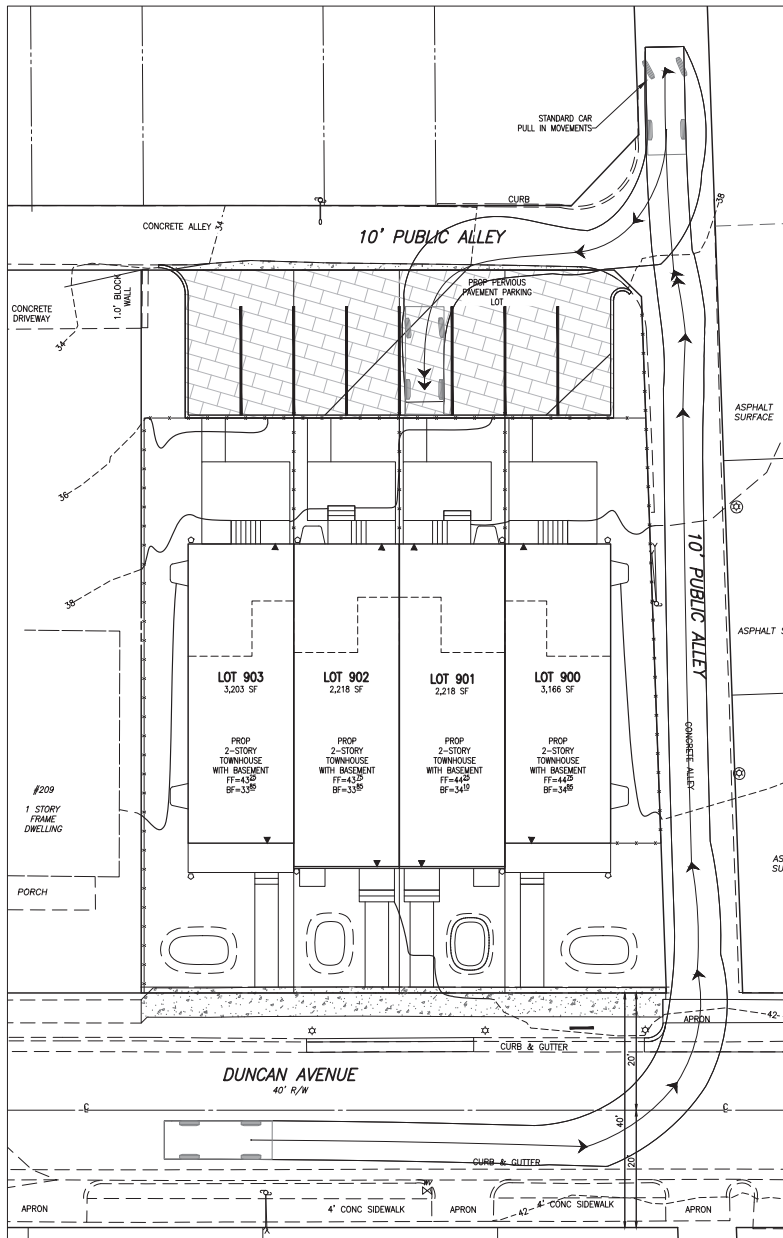 STANDARD CAR
PULL IN MOVEMENTS
38
CURB
CONCRETE ALLEY
34
10' PUBLIC ALLEY
PROP PERVIOUS
PAVEMENT PARKING
LOT
1.0' BLOCK
WALL
CONCRETE
DRIVEWAY
34
ASPHALT
SURFACE
36
38
10' PUBLIC ALLEY
ASPHALT S
LOT 903
3,203 SF
LOT 902
2,218 SF
LOT 901
2,218 SF
LOT 900
3,166 SF
PROP
2-STORY
TOWNHOUSE
WITH BASEMENT
FF=43.25
BF=33.85
PROP
2-STORY
TOWNHOUSE
WITH BASEMENT
FF=43.75
BF=33.85
PROP
2-STORY
TOWNHOUSE
WITH BASEMENT
FF=44.25
BF=34.10
PROP
2-STORY
TOWNHOUSE
WITH BASEMENT
FF=44.75
BF=34.85
CONCRETE ALLEY
#209
1 STORY
FRAME
DWELLING
AS
SU
PORCH
42
APRON
CURB & GUTTER
20'
DUNCAN AVENUE
40' R/W
40'
20'
CURB & GUTTER
APRON
4' CONC SIDEWALK
APRON
42
4' CONC SIDEWALK
APRON